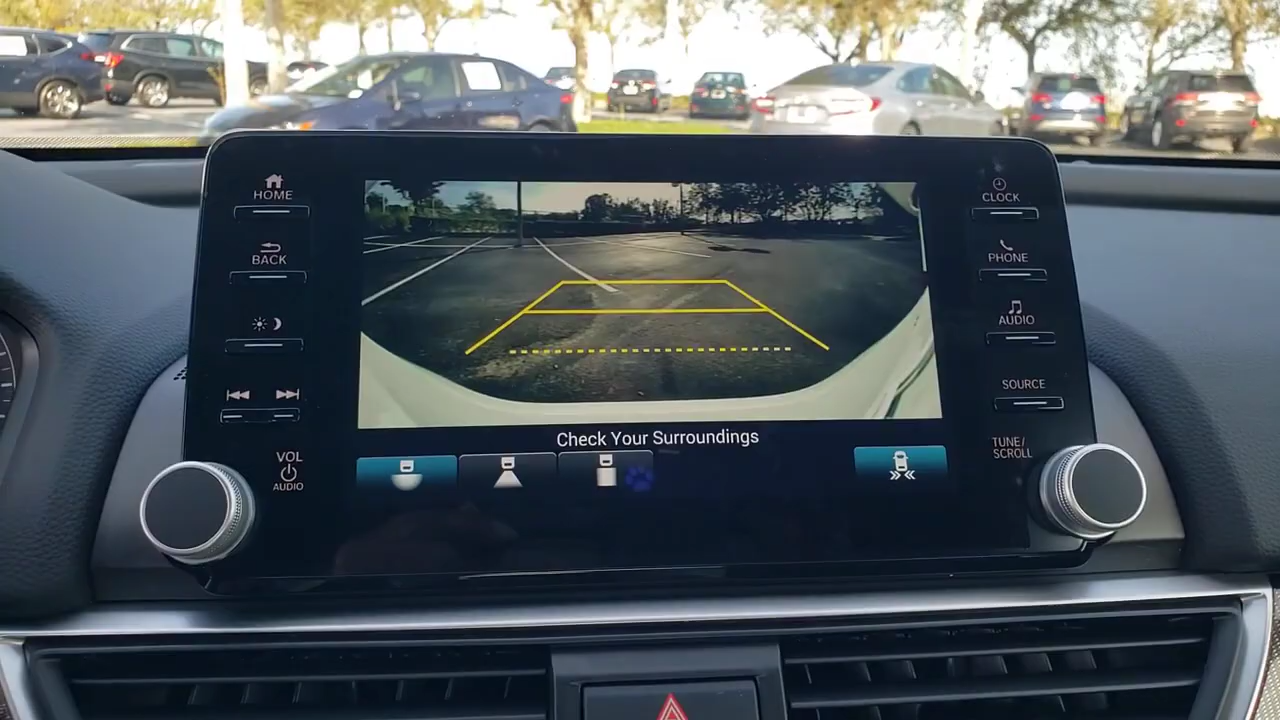 HOME
BACK
VOL
AUDIO
Check Your Surroundings
CLOCK
PHONE
AUDIO
SOURCE
TUNE/
SCROLL